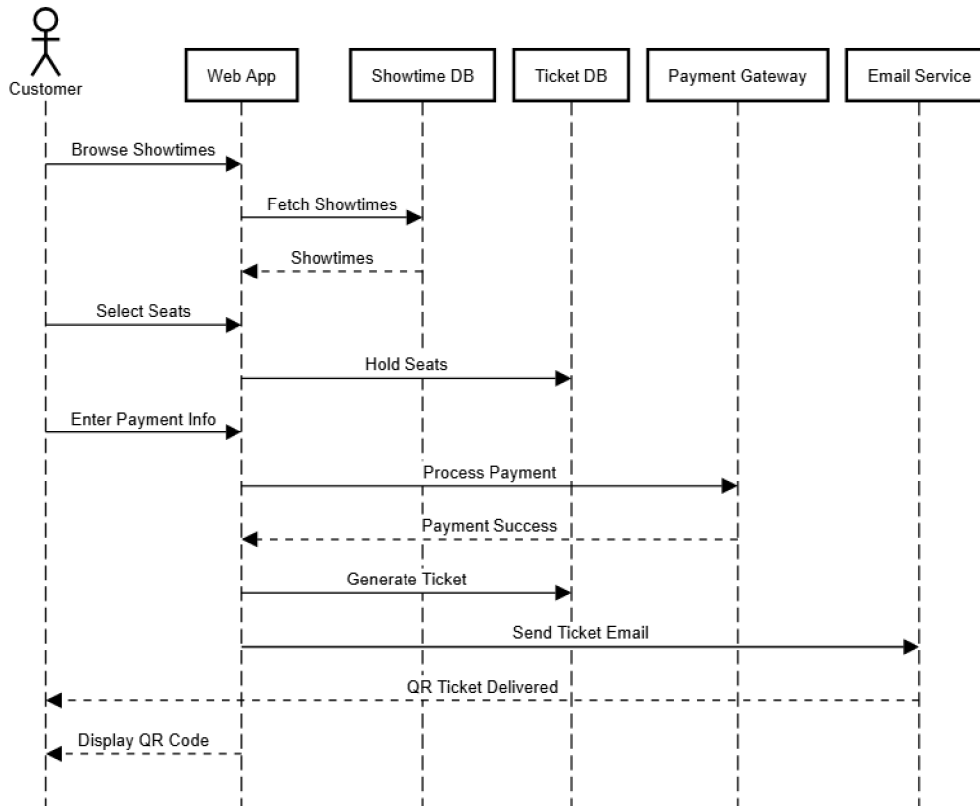 Customer
Web App
Showtime DB
Ticket DB
Payment Gateway
Email Service
Browse Showtimes
Fetch Showtimes
Showtimes
Select Seats
Hold Seats
Enter Payment Info
Process Payment
Payment Success
Generate Ticket
Send Ticket Email
QR Ticket Delivered
Display QR Code